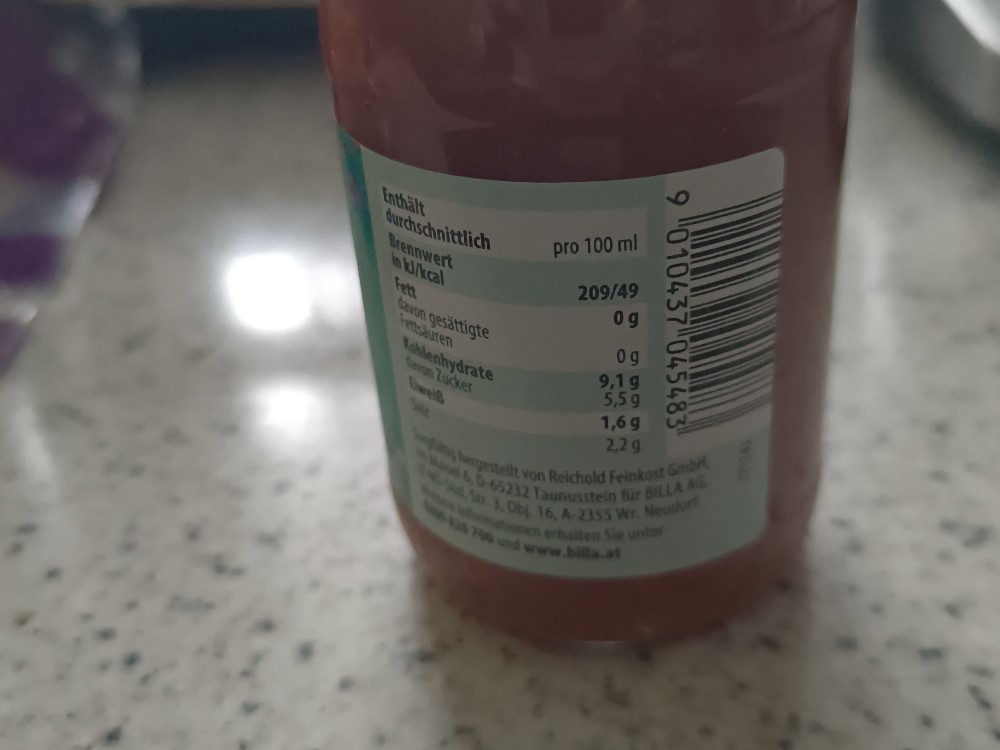 Enthält
durchschnittlich pro 100 ml
Brennwert
in kJ/kcal 209/49
Fett 0 g
davon gesättigte
Fettsäuren 0 g
Kohlenhydrate 9,1 g
davon Zucker 5,5 g
Eiweiß 1,6 g
Salz 2,2 g
hergestellt von Reichold Feinkost GmbH,
6, D-65232 Taunusstein für BILLA AG,
Str. 3, Obj. 16, A-2355 Wr. Neudorf.
Informationen erhalten Sie unter
828 796 und www.billa.at
9 010437 045483